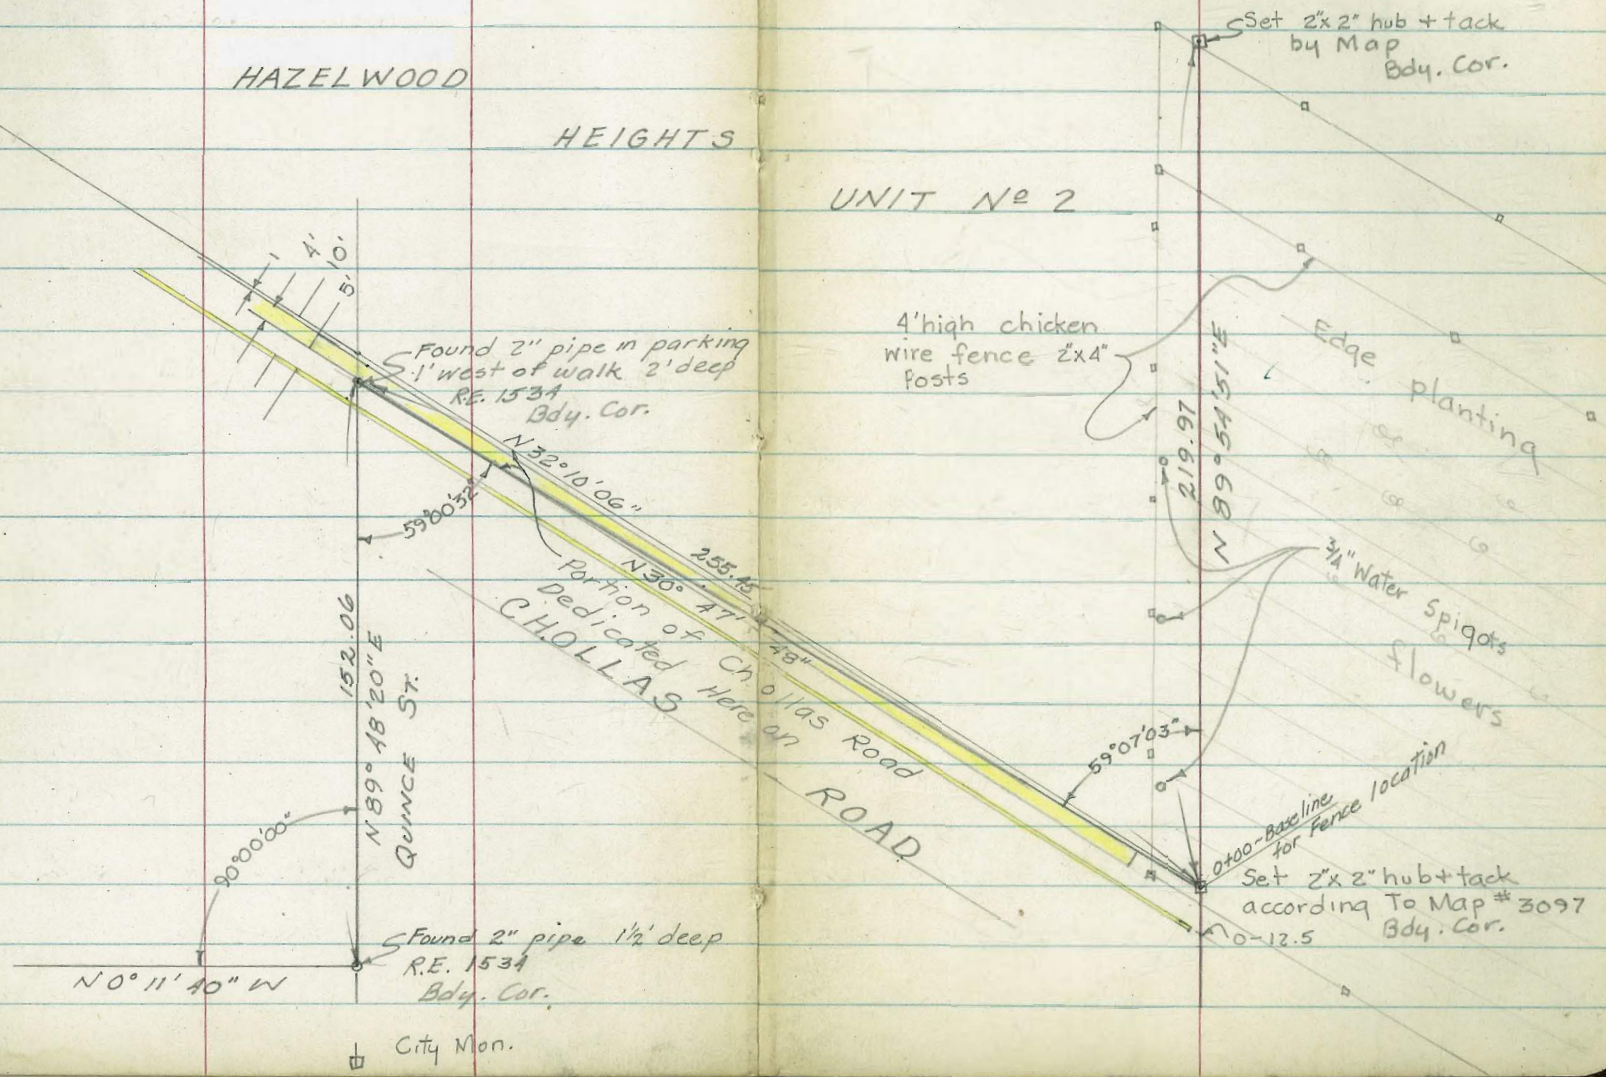 HAZELWOOD
HEIGHTS
UNIT Nº 2
Set 2"x 2" hub + tack
by Map
Bdy. Cor.
1
4'
10'
5'
Found 2" pipe in parking
1' west of walk 2' deep
R.E. 1534
Bdy. Cor.
4' high chicken
wire fence 2"x4"
Posts
Edge
planting
219.97
N 89° 54' 51" E
N 32° 10' 06"
59°00'32"
255.45
N 30° 47' 48"
Portion of Chollas Road
Dedicated Here on
CHOLLAS ROAD
3/4" Water Spigots
flowers
152.06
N 89° 48' 20" E
QUINCE ST.
90°00'00"
59°07'03"
0+00-Baseline
for Fence location
Set 2"x 2" hub + tack
according To Map # 3097
Bdy. Cor.
0-12.5
Found 2" pipe 1½' deep
R.E. 1534
Bdy. Cor.
N 0° 11' 40" W
City Mon.